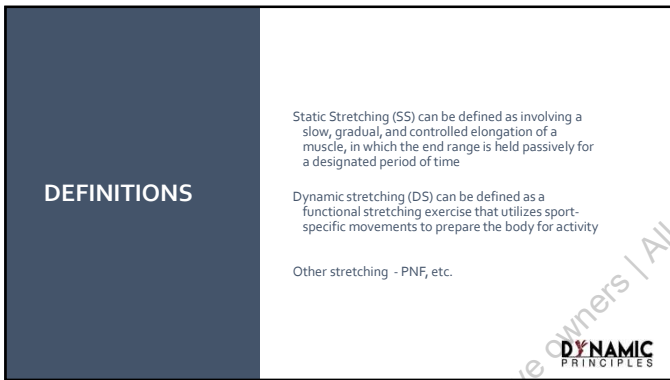 DEFINITIONS
Static Stretching (SS) can be defined as involving a
slow, gradual, and controlled elongation of a
muscle, in which the end range is held passively for
a designated period of time
Dynamic stretching (DS) can be defined as a
functional stretching exercise that utilizes sport-
specific movements to prepare the body for activity
Other stretching - PNF, etc.
owners | All
DYNAMIC
PRINCIPLES